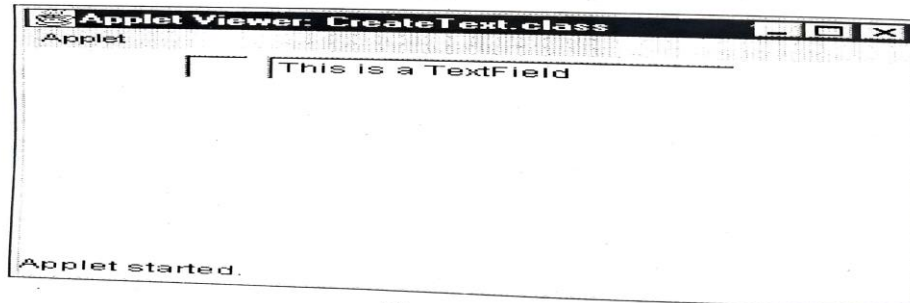 Applet Viewer: CreateText.class
Applet
This is a TextField
Applet started.